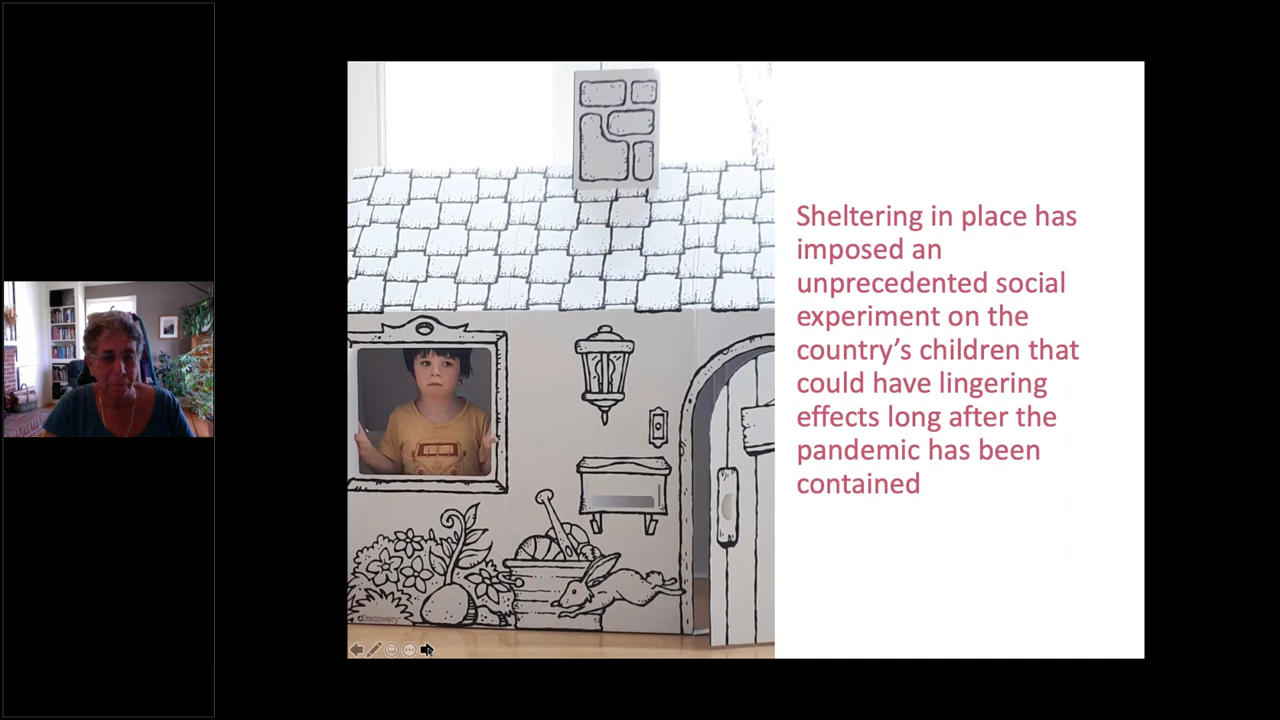 Sheltering in place has
imposed an
unprecedented social
experiment on the
country’s children that
could have lingering
effects long after the
pandemic has been
contained
Discovery